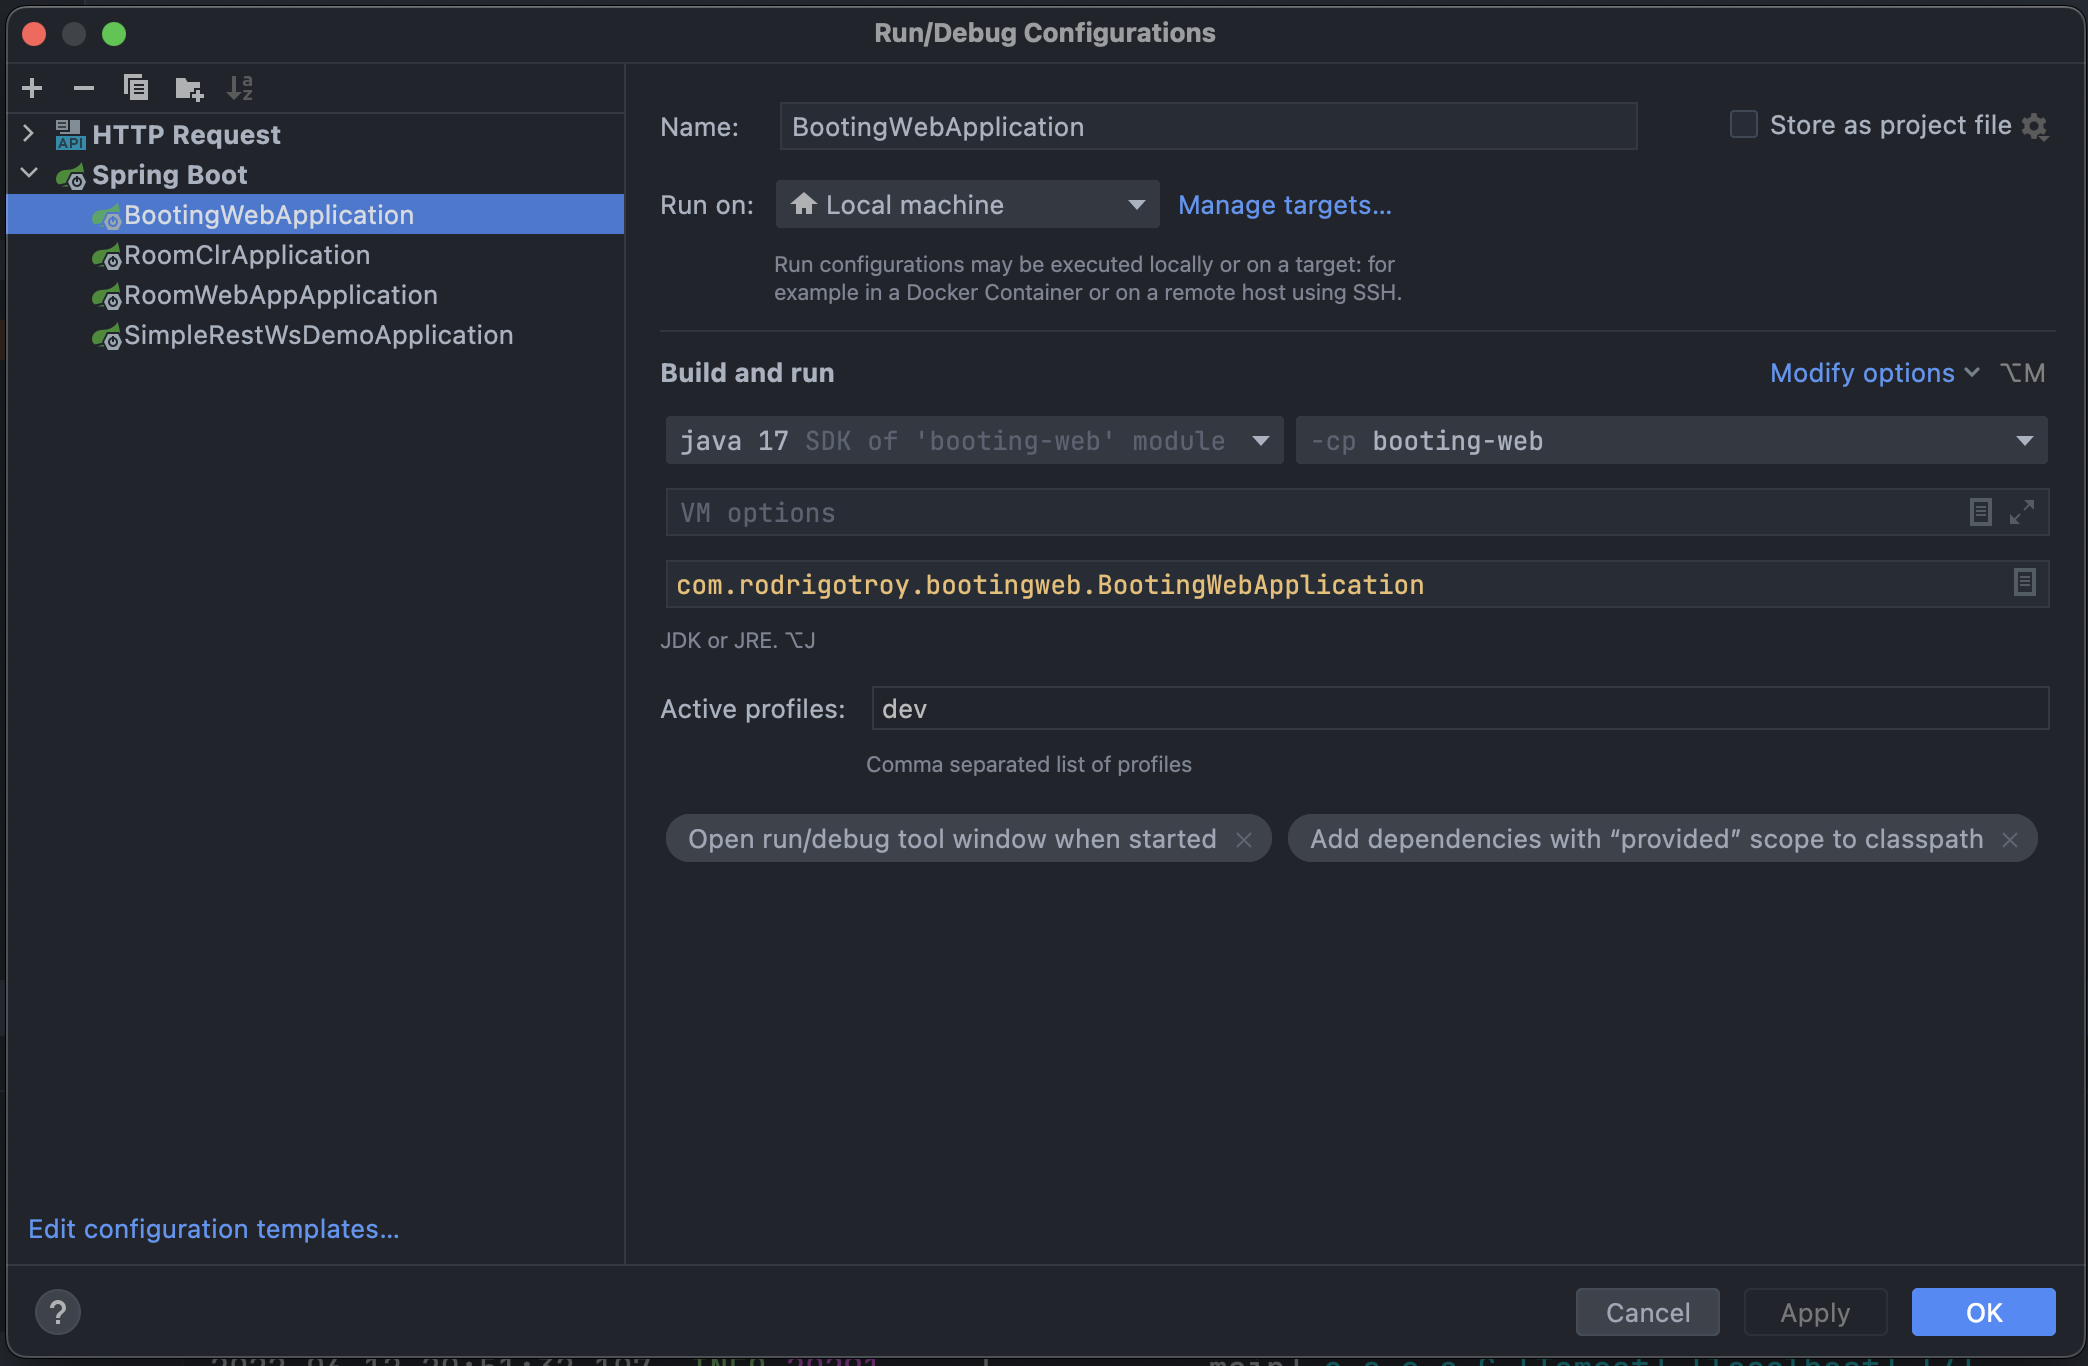 Run/Debug Configurations
HTTP Request
Spring Boot
BootingWebApplication
RoomClrApplication
RoomWebAppApplication
SimpleRestWsDemoApplication
Edit configuration templates...
Name: BootingWebApplication
Store as project file
Run on: Local machine Manage targets...
Run configurations may be executed locally or on a target: for
example in a Docker Container or on a remote host using SSH.
Build and run
Modify options ⌥M
java 17 SDK of 'booting-web' module -cp booting-web
VM options
com.rodrigotroy.bootingweb.BootingWebApplication
JDK or JRE. ⌥J
Active profiles: dev
Comma separated list of profiles
Open run/debug tool window when started
Add dependencies with “provided” scope to classpath
? Cancel Apply OK